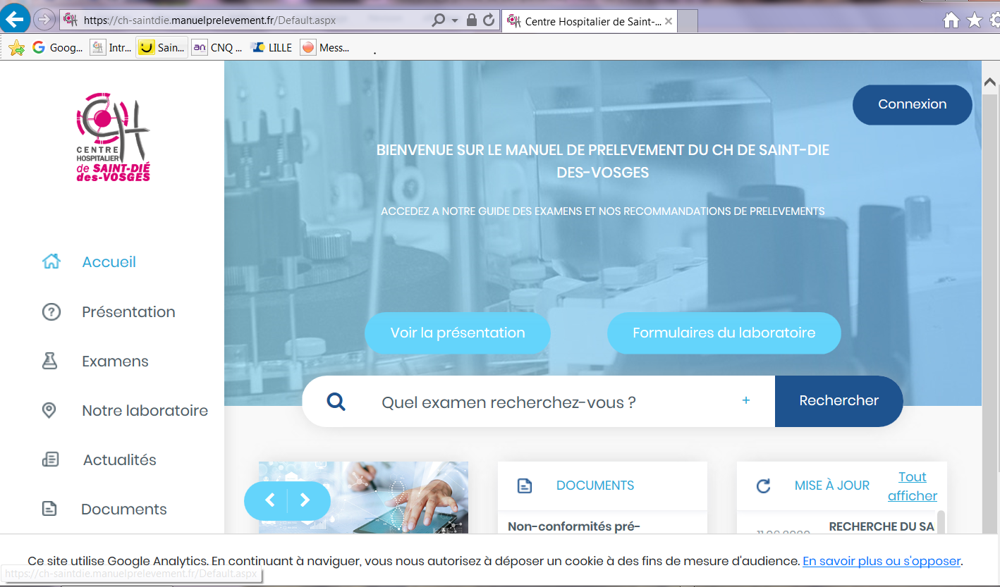 https://ch-saintdie.manuelprelevement.fr/Default.aspx
Centre Hospitalier de Saint-...
Goog...
Intr...
Sain...
CNQ ...
LILLE
Mess...
CH
CENTRE
HOSPITALIER
de SAINT-DIÉ
des-VOSGES
Connexion
BIENVENUE SUR LE MANUEL DE PRELEVEMENT DU CH DE SAINT-DIE
DES-VOSGES
ACCEDEZ A NOTRE GUIDE DES EXAMENS ET NOS RECOMMANDATIONS DE PRELEVEMENTS
Accueil
Présentation
Examens
Notre laboratoire
Actualités
Documents
Voir la présentation
Formulaires du laboratoire
Quel examen recherchez-vous ?
+
Rechercher
DOCUMENTS
Non-conformités pré-
MISE À JOUR
Tout
afficher
RECHERCHE DU SA
Ce site utilise Google Analytics. En continuant à naviguer, vous nous autorisez à déposer un cookie à des fins de mesure d'audience. En savoir plus ou s'opposer.
https://ch-saintdie.manuelprelevement.fr/Default.aspx